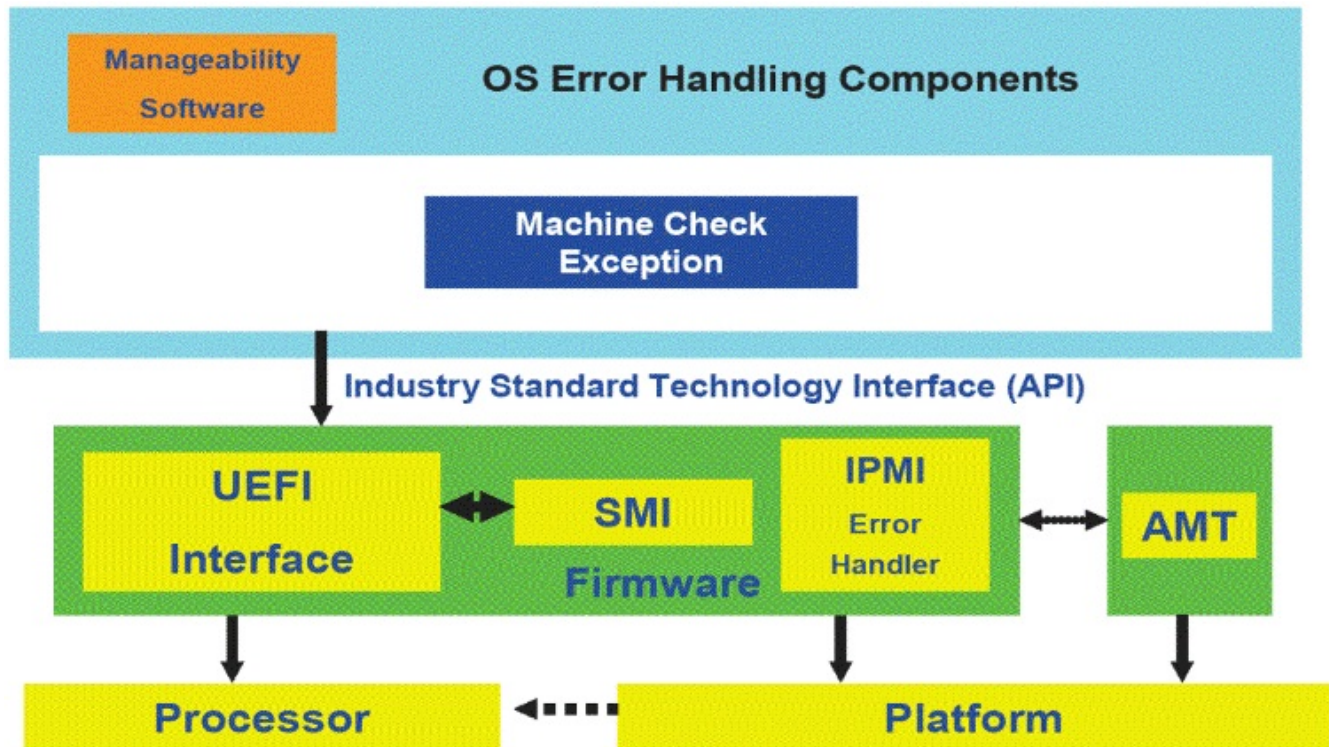 Manageability
Software
OS Error Handling Components
Machine Check
Exception
Industry Standard Technology Interface (API)
UEFI
Interface
SMI
IPMI
Error
Handler
Firmware
AMT
Processor
Platform